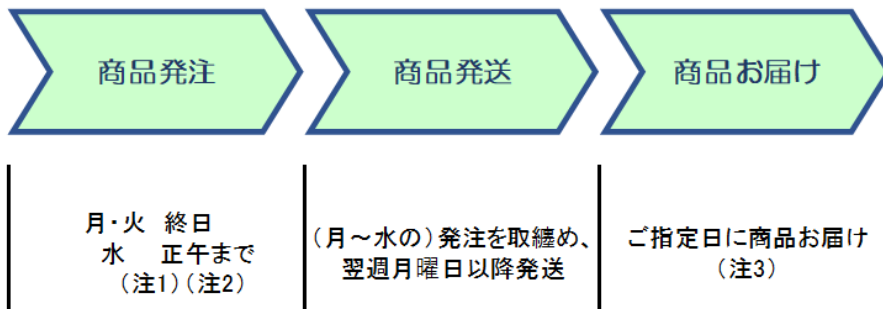 商品発注
商品発送
商品お届け
月・火 終日
水 正午まで
(注1)(注2)
(月～水の)発注を取纏め、
翌週月曜日以降発送
ご指定日に商品お届け
(注3)